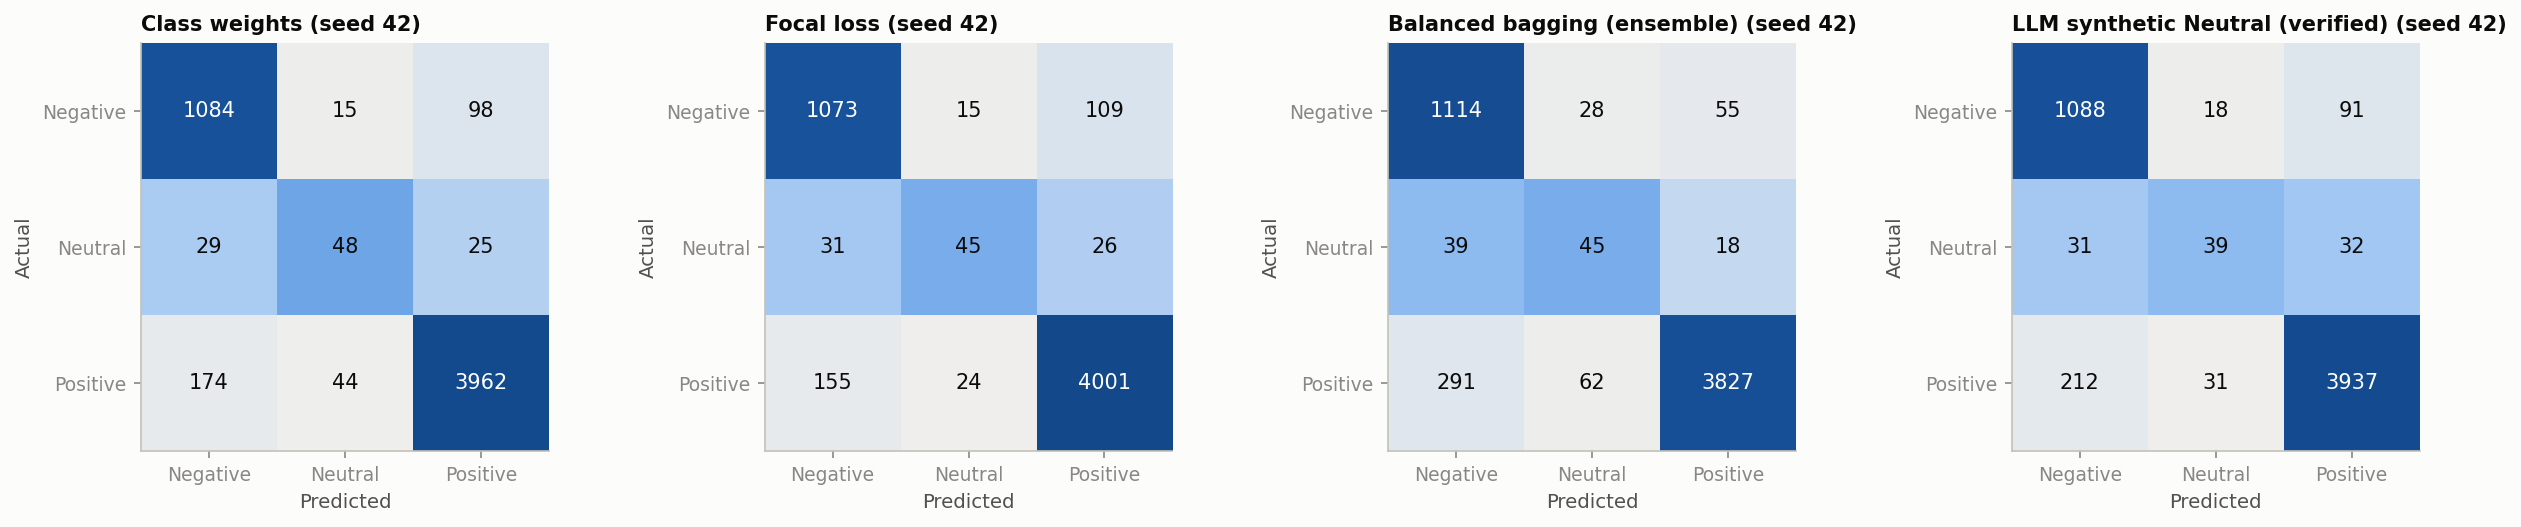 Class weights (seed 42)
Actual
Negative 1084 15 98
Neutral 29 48 25
Positive 174 44 3962
Negative Neutral Positive
Predicted
Focal loss (seed 42)
Actual
Negative 1073 15 109
Neutral 31 45 26
Positive 155 24 4001
Negative Neutral Positive
Predicted
Balanced bagging (ensemble) (seed 42)
Actual
Negative 1114 28 55
Neutral 39 45 18
Positive 291 62 3827
Negative Neutral Positive
Predicted
LLM synthetic Neutral (verified) (seed 42)
Actual
Negative 1088 18 91
Neutral 31 39 32
Positive 212 31 3937
Negative Neutral Positive
Predicted